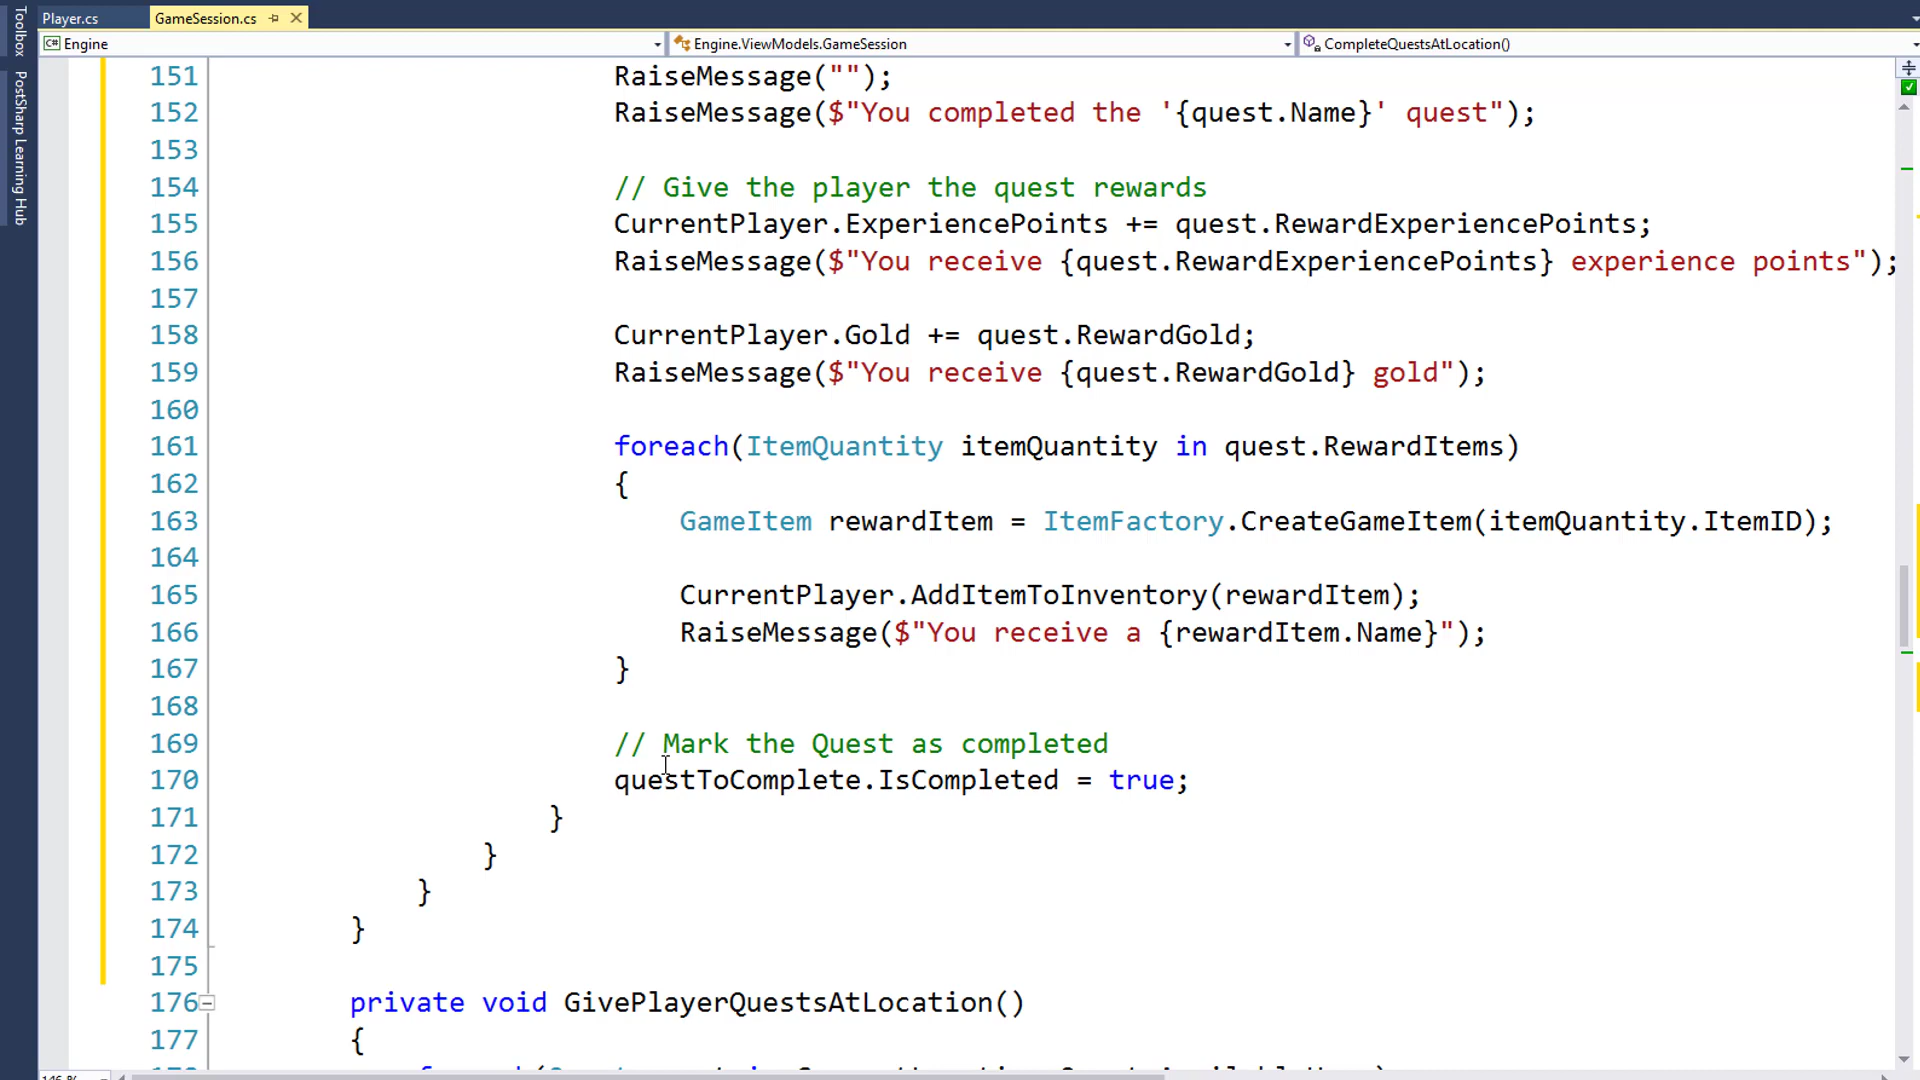 Toolbox
PostSharp Learning Hub
Player.cs
GameSession.cs
C# Engine
Engine.ViewModels.GameSession
CompleteQuestsAtLocation()
151 RaiseMessage("");
152 RaiseMessage($"You completed the '{quest.Name}' quest");
153
154 // Give the player the quest rewards
155 CurrentPlayer.ExperiencePoints += quest.RewardExperiencePoints;
156 RaiseMessage($"You receive {quest.RewardExperiencePoints} experience points");
157
158 CurrentPlayer.Gold += quest.RewardGold;
159 RaiseMessage($"You receive {quest.RewardGold} gold");
160
161 foreach(ItemQuantity itemQuantity in quest.RewardItems)
162 {
163 GameItem rewardItem = ItemFactory.CreateGameItem(itemQuantity.ItemID);
164
165 CurrentPlayer.AddItemToInventory(rewardItem);
166 RaiseMessage($"You receive a {rewardItem.Name}");
167 }
168
169 // Mark the Quest as completed
170 questToComplete.IsCompleted = true;
171 }
172 }
173 }
174 }
175
176 private void GivePlayerQuestsAtLocation()
177 {